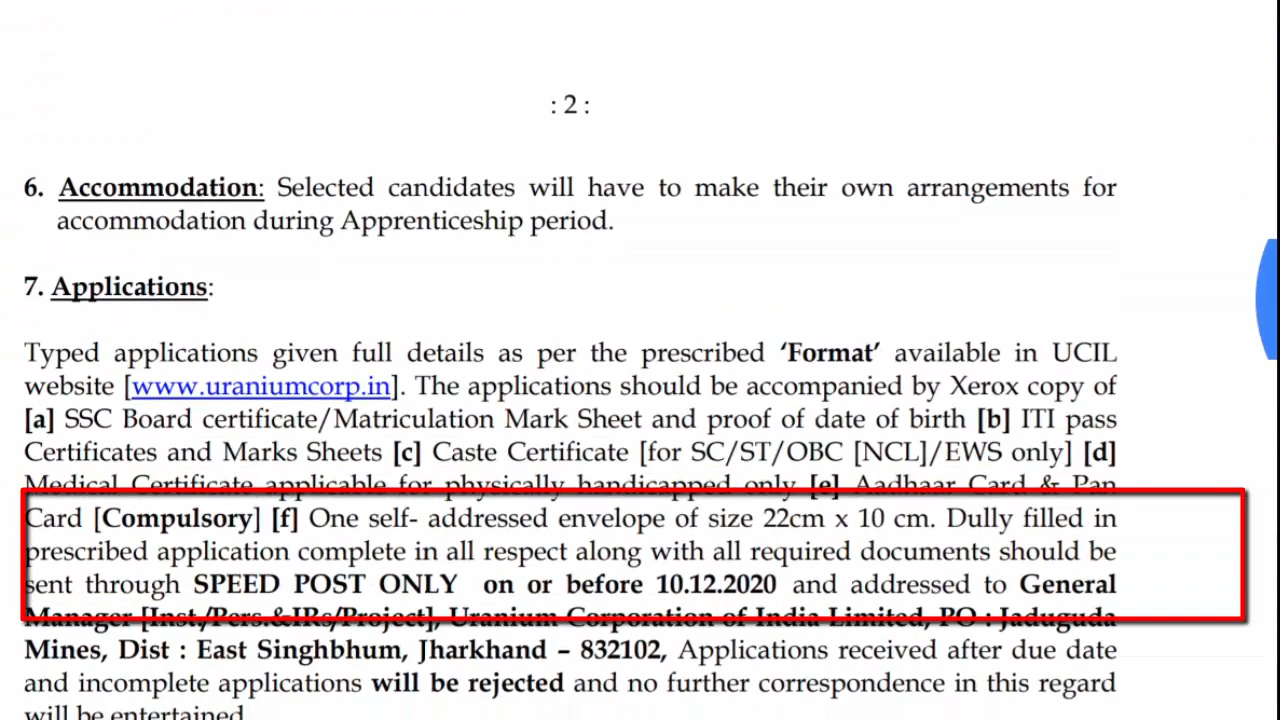 : 2 :
6. Accommodation: Selected candidates will have to make their own arrangements for
accommodation during Apprenticeship period.
7. Applications:
Typed applications given full details as per the prescribed ‘Format’ available in UCIL
website [www.uraniumcorp.in]. The applications should be accompanied by Xerox copy of
[a] SSC Board certificate/Matriculation Mark Sheet and proof of date of birth [b] ITI pass
Certificates and Marks Sheets [c] Caste Certificate [for SC/ST/OBC [NCL]/EWS only] [d]
Medical Certificate applicable for physically handicapped only [e] Aadhaar Card & Pan
Card [Compulsory] [f] One self- addressed envelope of size 22cm x 10 cm. Dully filled in
prescribed application complete in all respect along with all required documents should be
sent through SPEED POST ONLY on or before 10.12.2020 and addressed to General
Manager [Inst./Pers.&IRs/Project], Uranium Corporation of India Limited, PO : Jaduguda
Mines, Dist : East Singhbhum, Jharkhand – 832102, Applications received after due date
and incomplete applications will be rejected and no further correspondence in this regard
will be entertained